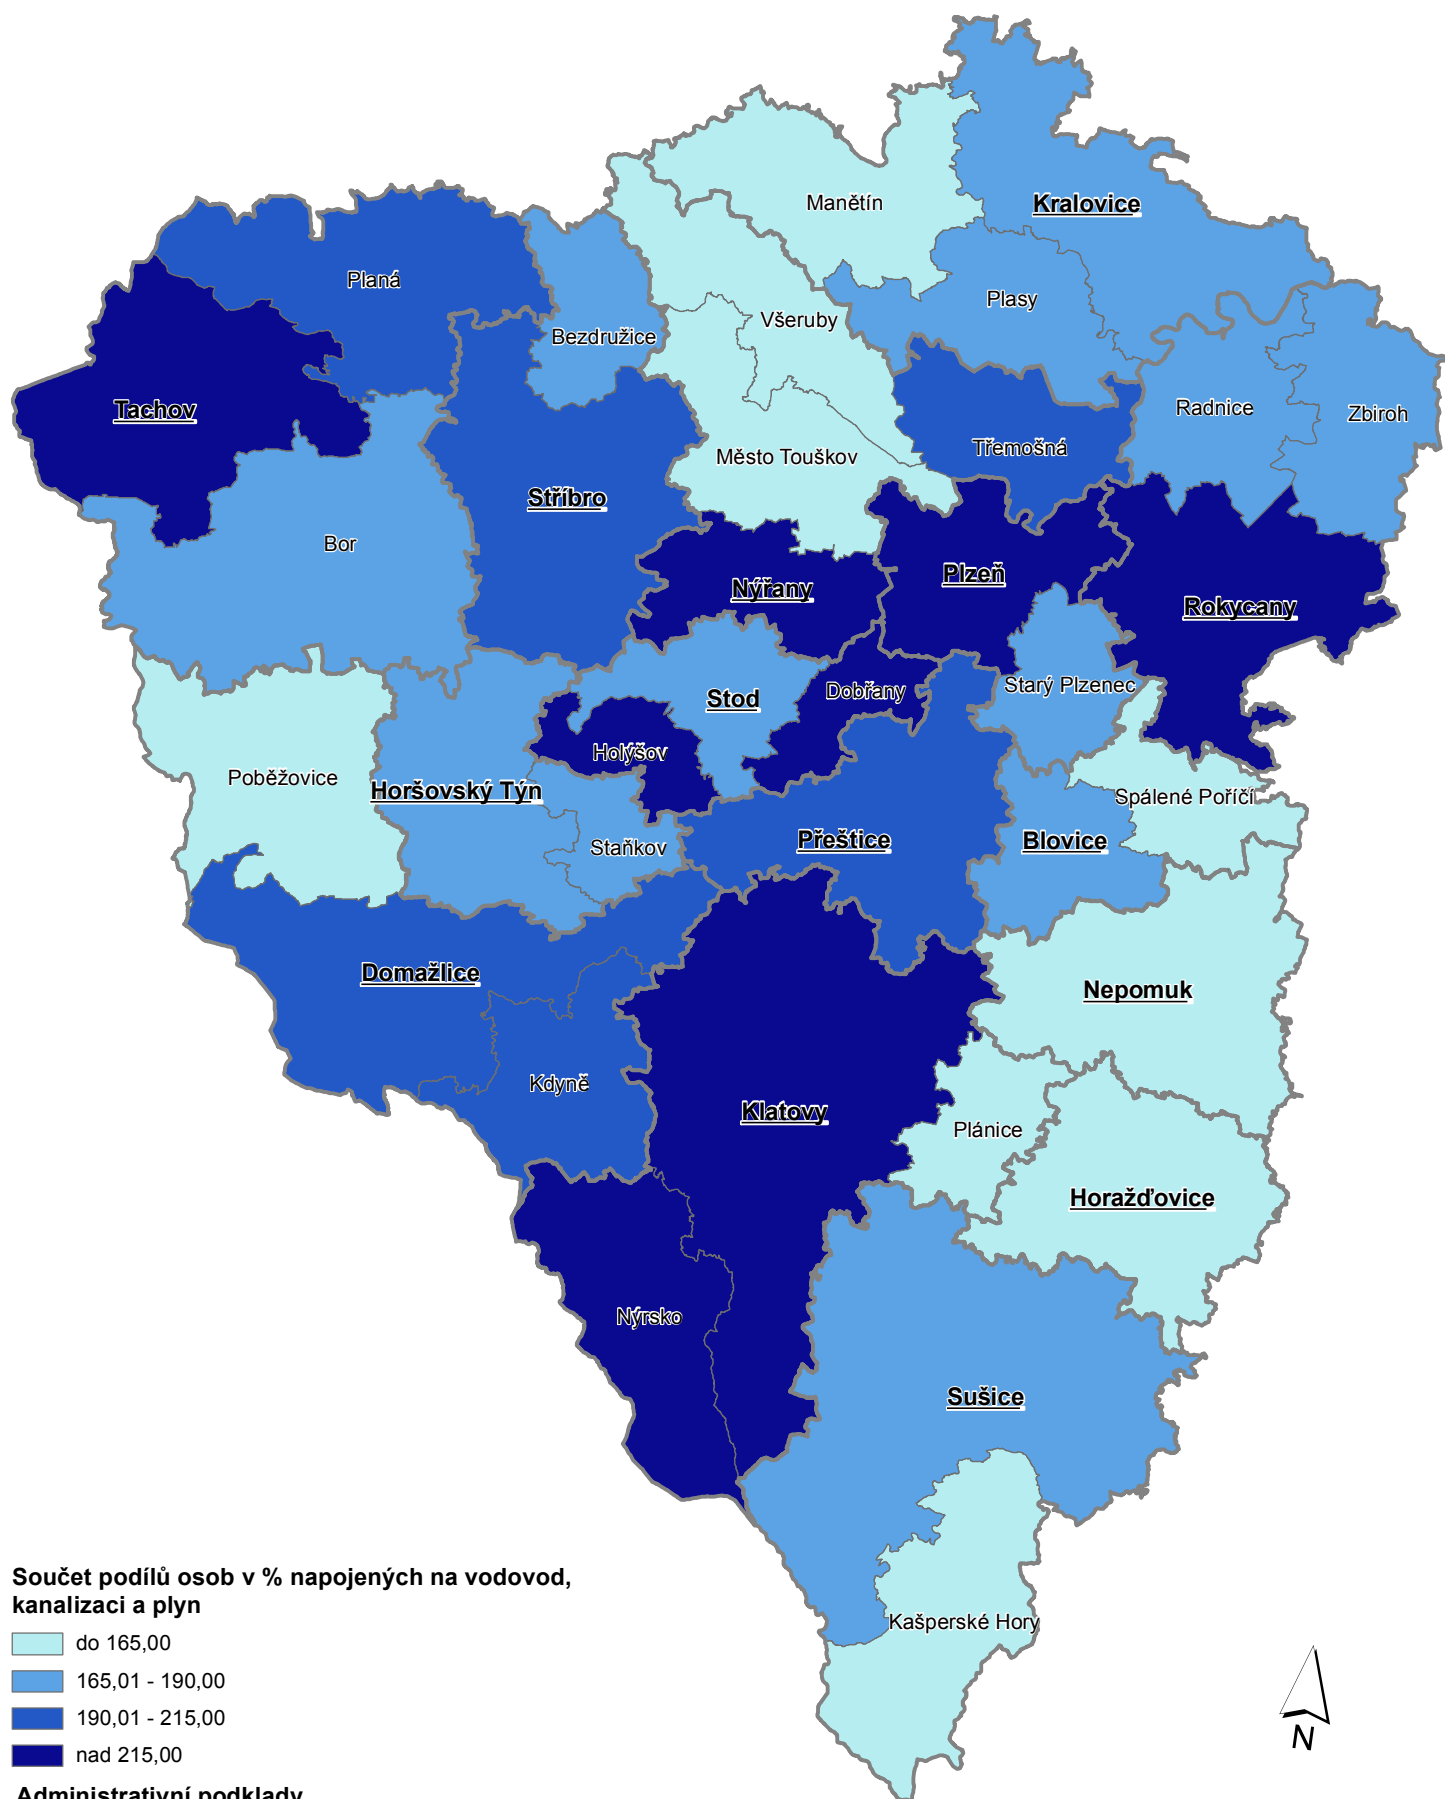 Manětín
Kralovice
Planá
Plasy
Všeruby
Bezdružice
Tachov
Radnice
Zbiroh
Třemošná
Město Touškov
Stříbro
Bor
Plzeň
Nýřany
Rokycany
Starý Plzenec
Dobřany
Stod
Holýšov
Poběžovice
Horšovský Týn
Spálené Poříčí
Přeštice
Blovice
Staňkov
Domažlice
Nepomuk
Kdyně
Klatovy
Plánice
Horažďovice
Nýrsko
Sušice
Součet podílů osob v % napojených na vodovod,
kanalizaci a plyn
Kašperské Hory
do 165,00
165,01 - 190,00
190,01 - 215,00
nad 215,00
N
Administrativní podklady